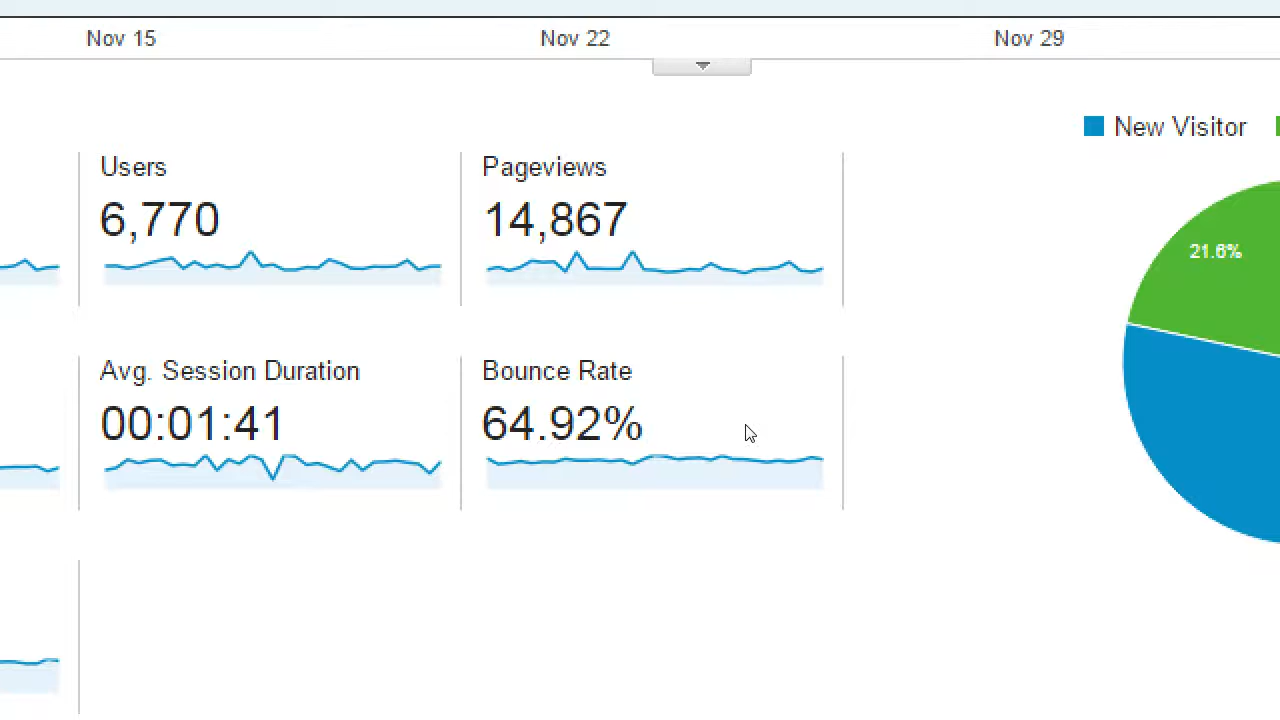 Nov 15
Nov 22
Nov 29
New Visitor
Users
Pageviews
6,770
14,867
21.6%
Avg. Session Duration
Bounce Rate
00:01:41
64.92%